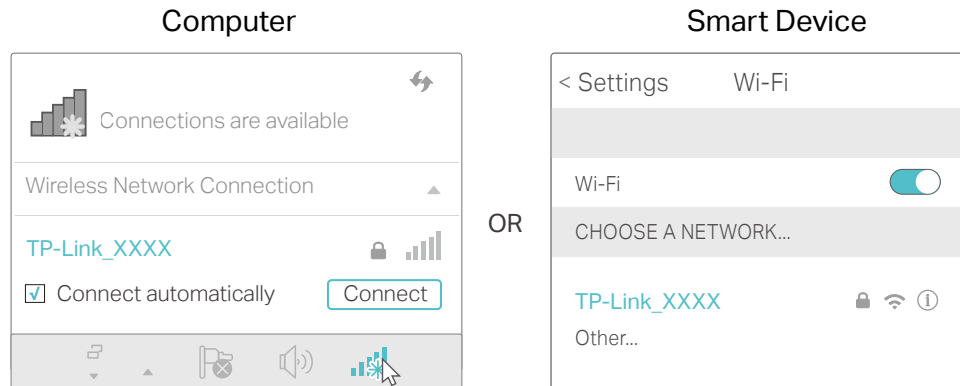 Computer
Connections are available
Wireless Network Connection
TP-Link_XXXX
Connect automatically Connect
OR
Smart Device
< Settings Wi-Fi
Wi-Fi
CHOOSE A NETWORK...
TP-Link_XXXX
Other...